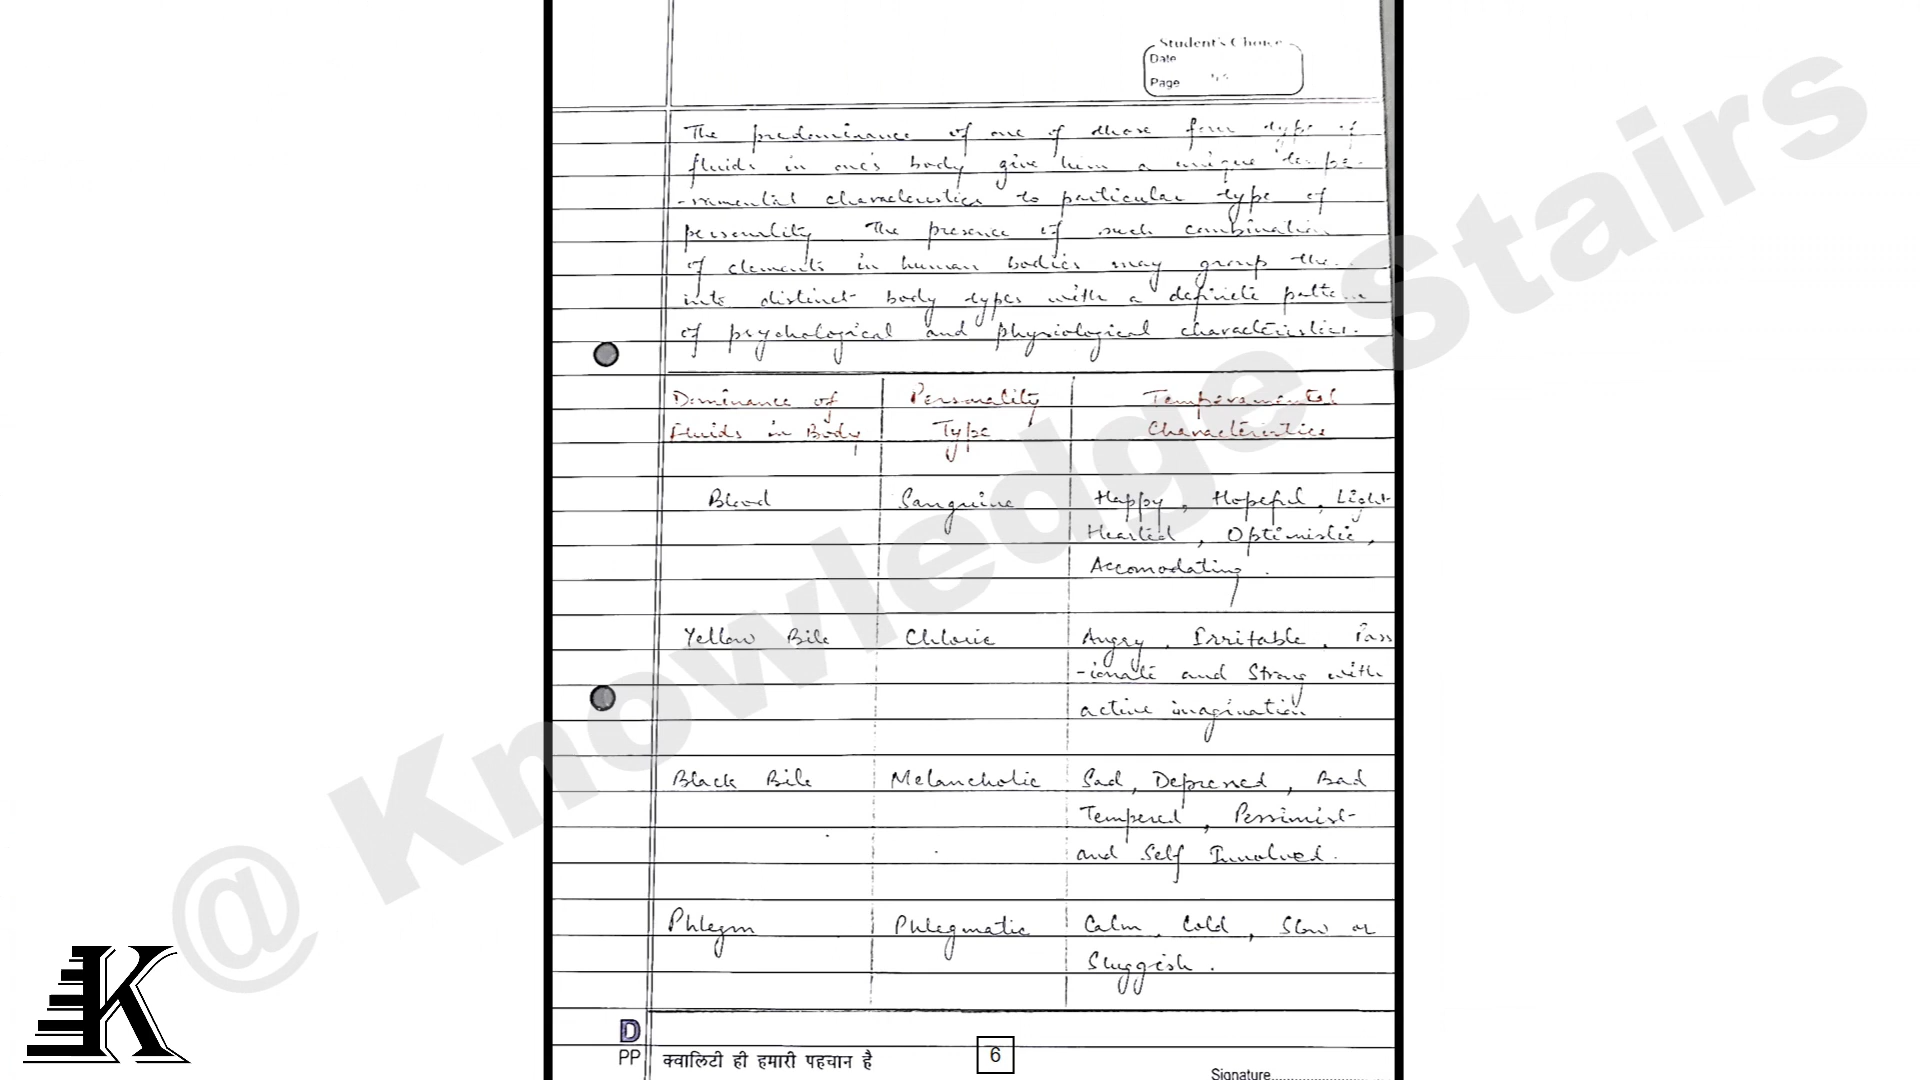 Student's Choice
Date
Page
The predominance of one of these four type of
fluids in one's body give him a unique tempe-
-ramental characteristics to particular type of
personality. The presence of such combination
of elements in human bodies may group the
into distinct body types with a definite
of psychological and physiological characteristics.
Dominance of Personality Temperamental
Fluids in Body Type Characteristics
Blood Sanguine Happy, Hopeful, Light-
Hearted, Optimistic,
Accomodating.
Yellow Bile Chloric Angry, Irritable, Pass
-ionate and Strong with
active imagination
Black Bile Melancholic Sad, Depressed, Bad
Tempered, Pessimist
and Self Involved.
Phlegm Phlegmatic Calm, Cold, Slow or
Sluggish.
D
PP क्वालिटी ही हमारी पहचान है 6
Signature
@ Knowledge Stairs
K